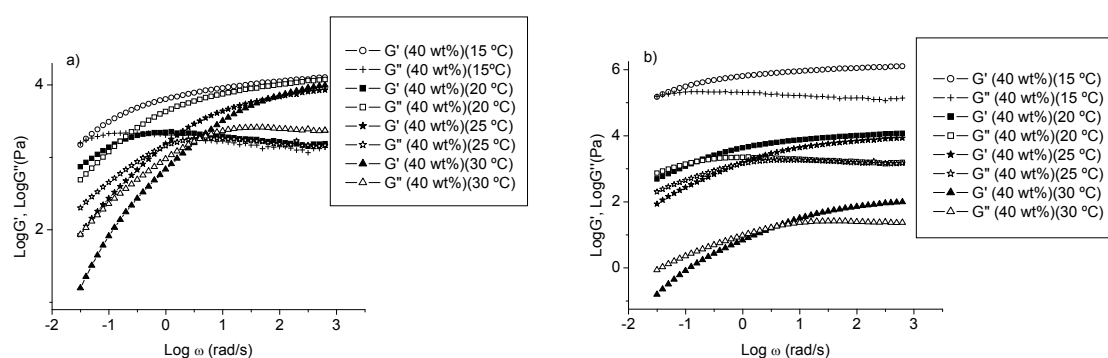 a)
G' (40 wt%)(15 ºC)
G" (40 wt%)(15ºC)
G' (40 wt%)(20 ºC)
G" (40 wt%)(20 ºC)
G' (40 wt%)(25 ºC)
G" (40 wt%)(25 ºC)
G' (40 wt%)(30 ºC)
G" (40 wt%)(30 ºC)
LogG', LogG''(Pa)
4
2
-2 -1 0 1 2 3
Log ω (rad/s)
b)
G' (40 wt%)(15 ºC)
G" (40 wt%)(15 ºC)
G' (40 wt%)(20 ºC)
G" (40 wt%)(20 ºC)
G' (40 wt%)(25 ºC)
G" (40 wt%)(25 ºC)
G' (40 wt%)(30 ºC)
G" (40 wt%)(30 ºC)
LogG', LogG''(Pa)
6
4
2
0
-2 -1 0 1 2 3
Log ω (rad/s)